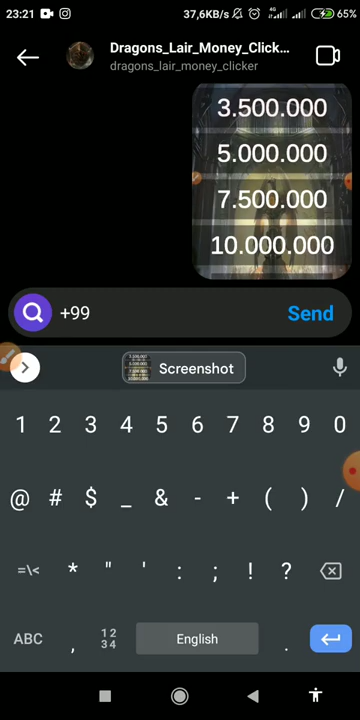 23:21 37,6KB/s 4G 65%
Dragons_Lair_Money_Click...
dragons_lair_money_clicker
3.500.000
5.000.000
7.500.000
10.000.000
+99 Send
Screenshot
1 2 3 4 5 6 7 8 9 0
@ # $ _ & - + ( ) /
=\< * " ' : ; ! ?
ABC , 12 34 English .